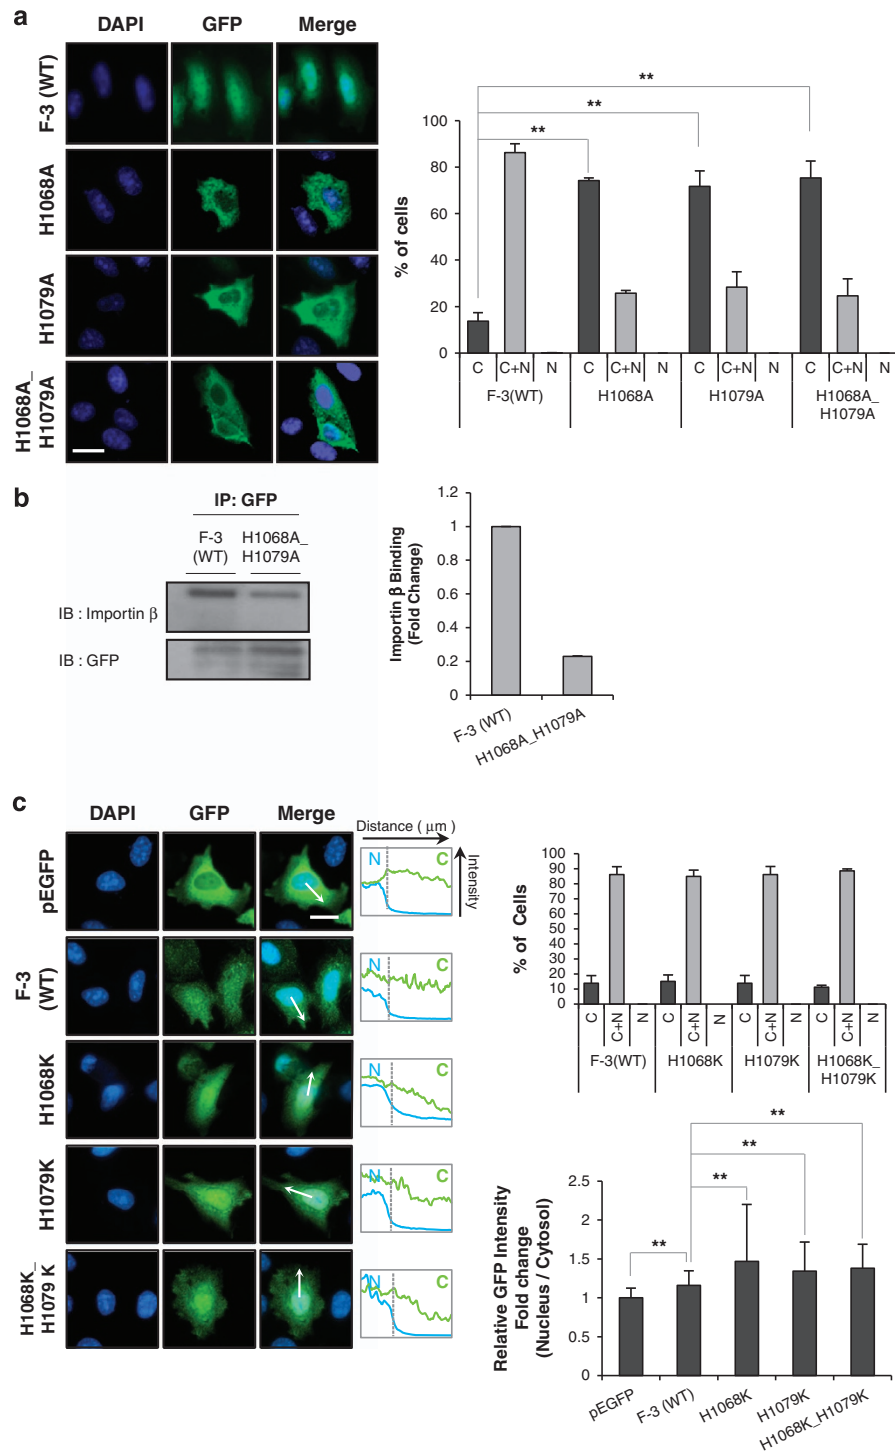 a
DAPI GFP Merge
F-3 (WT)
H1068A
H1079A
H1068A_
H1079A
% of cells
100
80
60
40
20
0
** ** **
C C+N N C C+N N C C+N N C C+N N
F-3(WT) H1068A H1079A H1068A_
H1079A
b
IP: GFP
F-3
(WT)
H1068A_
H1079A
IB : Importin β
IB : GFP
Importin β Binding
(Fold Change)
1.2
1
0.8
0.6
0.4
0.2
0
F-3 (WT)
H1068A_H1079A
c
DAPI GFP Merge
Distance ( μm )
Intensity
pEGFP
N C
F-3
(WT)
N C
H1068K
N C
H1079K
N C
H1068K_
H1079 K
N C
% of Cells
100
90
80
70
60
50
40
30
20
10
0
C C+N N C C+N N C C+N N C C+N N
F-3(WT) H1068K H1079K H1068K_
H1079K
Relative GFP Intensity
Fold change
(Nucleus / Cytosol)
2.5
2
1.5
1
0.5
0
** ** ** **
pEGFP
F-3 (WT)
H1068K
H1079K
H1068K_H1079K